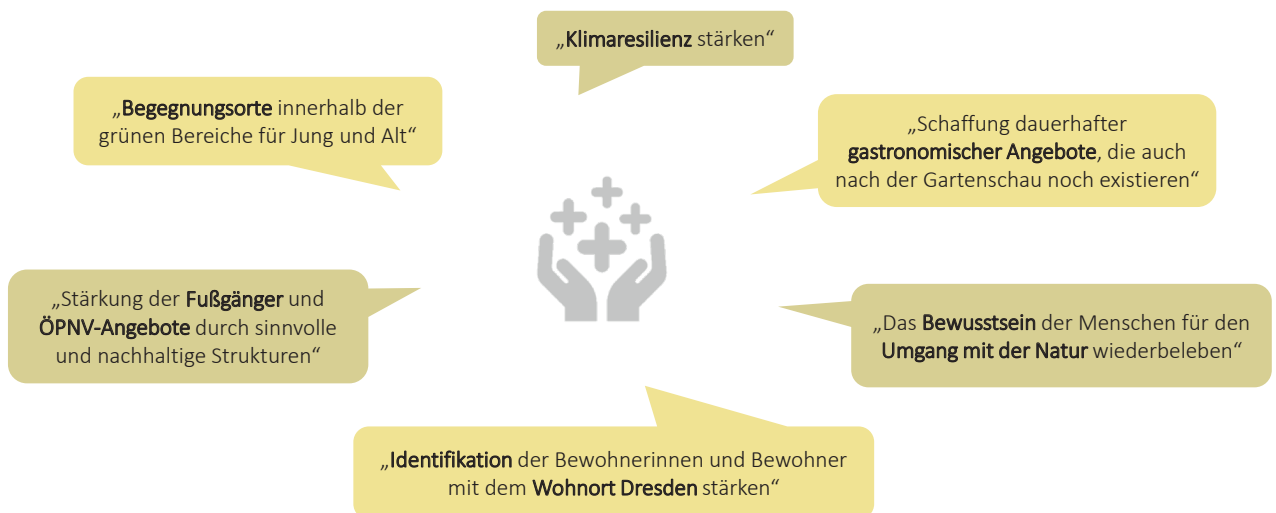 „Klimaresilienz stärken“
„Begegnungsorte innerhalb der
grünen Bereiche für Jung und Alt“
„Schaffung dauerhafter
gastronomischer Angebote, die auch
nach der Gartenschau noch existieren“
„Stärkung der Fußgänger und
ÖPNV-Angebote durch sinnvolle
und nachhaltige Strukturen“
„Das Bewusstsein der Menschen für den
Umgang mit der Natur wiederbeleben“
„Identifikation der Bewohnerinnen und Bewohner
mit dem Wohnort Dresden stärken“